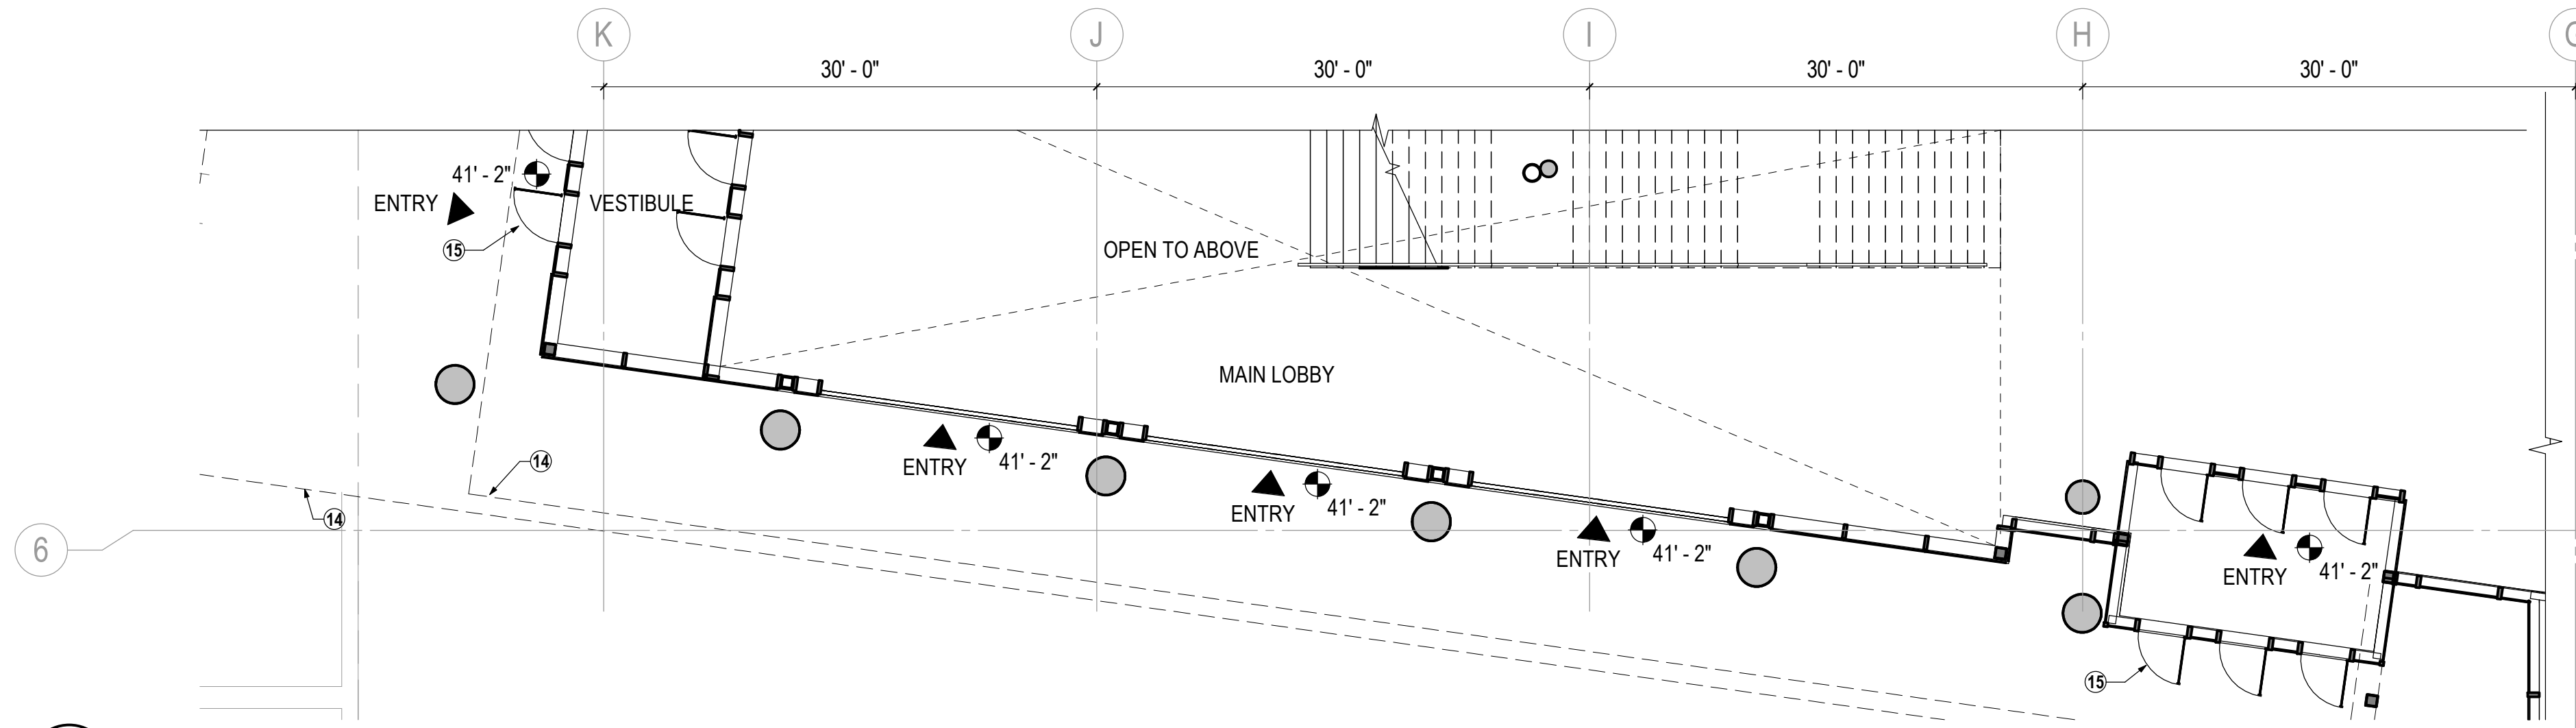 K
J
I
H
30' - 0"
30' - 0"
30' - 0"
30' - 0"
41' - 2"
ENTRY
VESTIBULE
15
OPEN TO ABOVE
MAIN LOBBY
14
14
ENTRY
41' - 2"
ENTRY
41' - 2"
ENTRY
41' - 2"
6
ENTRY
41' - 2"
15